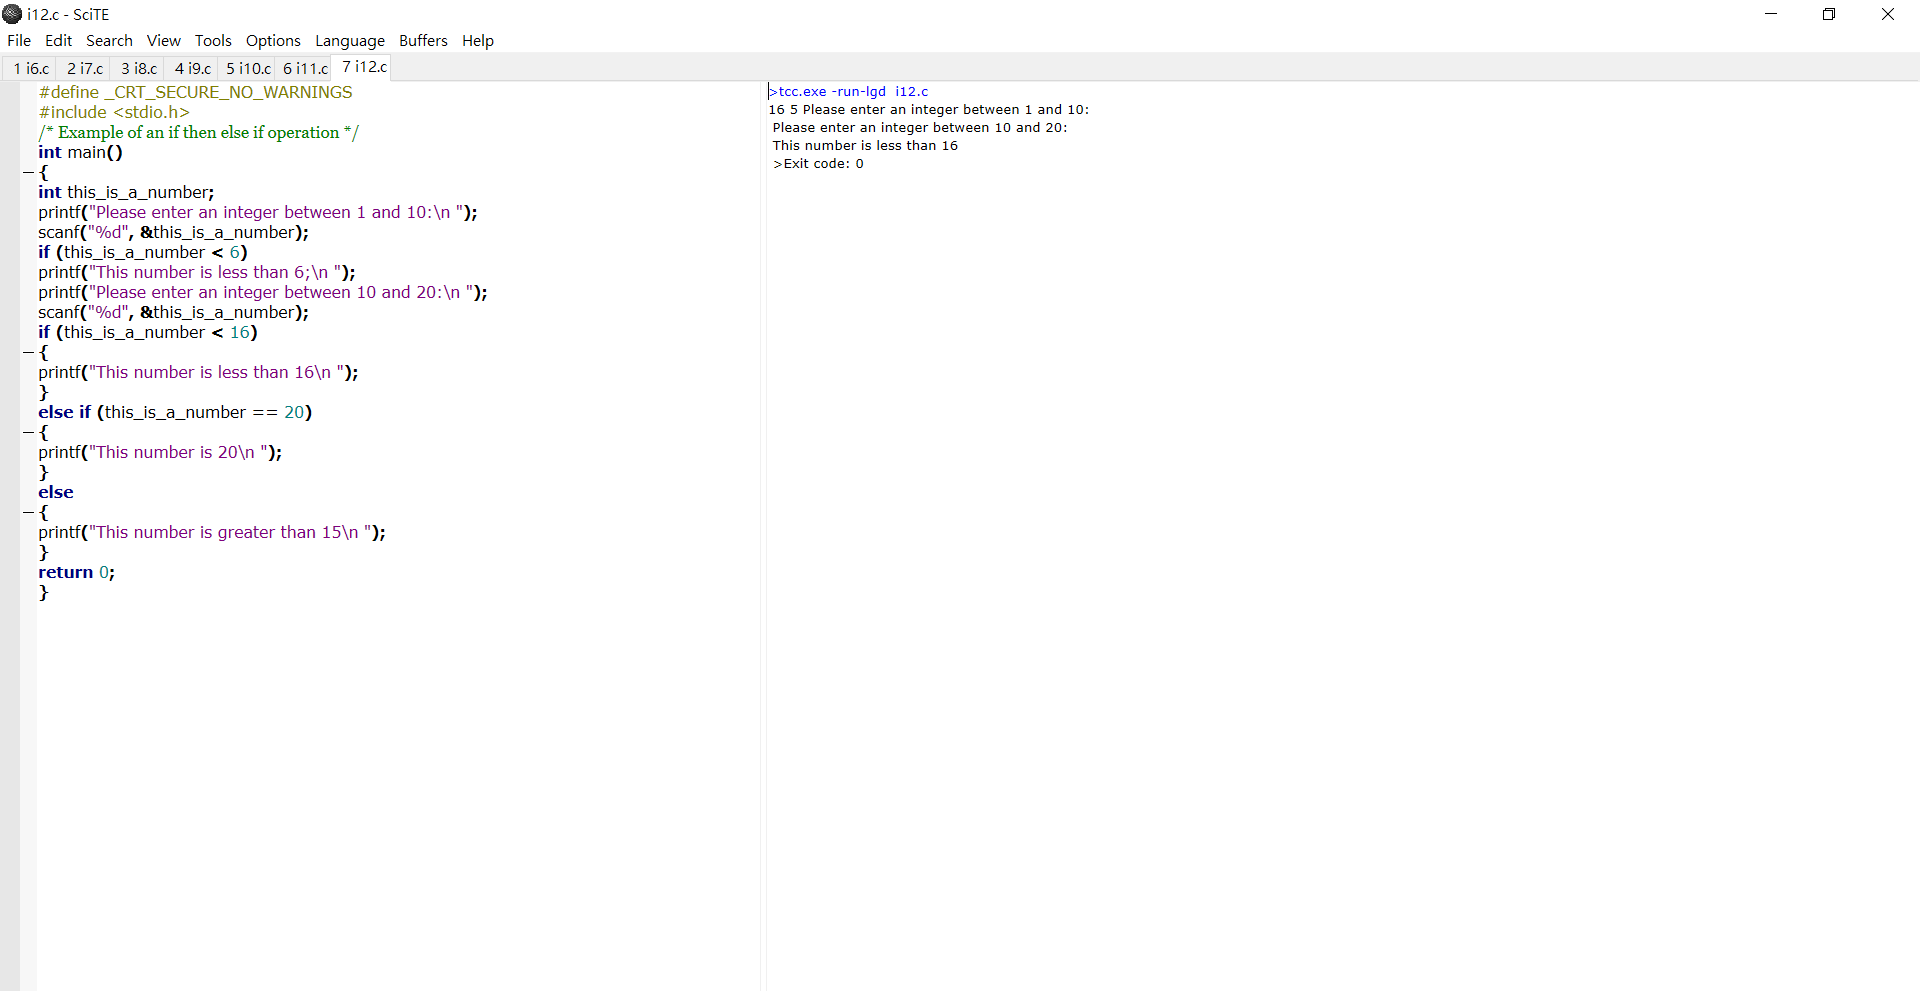 i12.c - SciTE
File Edit Search View Tools Options Language Buffers Help
1 i6.c 2 i7.c 3 i8.c 4 i9.c 5 i10.c 6 i11.c 7 i12.c
#define _CRT_SECURE_NO_WARNINGS
#include <stdio.h>
/* Example of an if then else if operation */
int main()
{
int this_is_a_number;
printf("Please enter an integer between 1 and 10:\n ");
scanf("%d", &this_is_a_number);
if (this_is_a_number < 6)
printf("This number is less than 6;\n ");
printf("Please enter an integer between 10 and 20:\n ");
scanf("%d", &this_is_a_number);
if (this_is_a_number < 16)
{
printf("This number is less than 16\n ");
}
else if (this_is_a_number == 20)
{
printf("This number is 20\n ");
}
else
{
printf("This number is greater than 15\n ");
}
return 0;
}
>tcc.exe -run-lgd  i12.c
16 5 Please enter an integer between 1 and 10:
Please enter an integer between 10 and 20:
This number is less than 16
>Exit code: 0